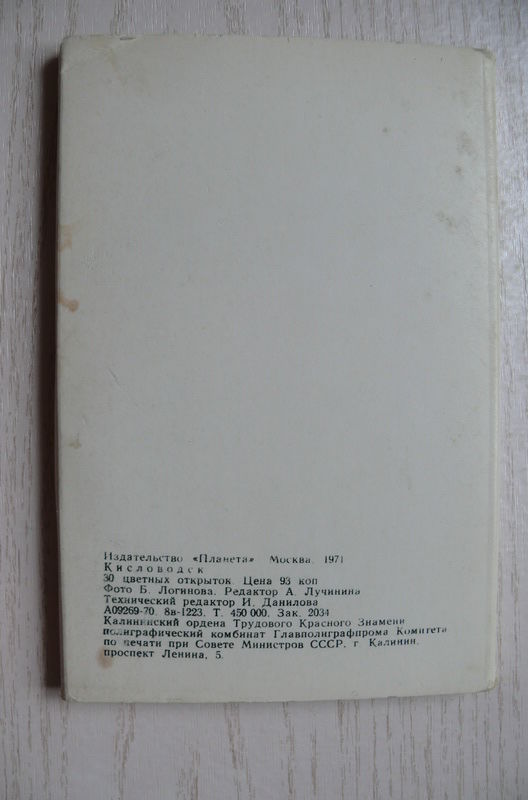 Издательство «Планета» Москва. 1971
Кисловодск
30 цветных открыток. Цена 93 коп
Фото Б. Логинова. Редактор А. Лучинина
Технический редактор И. Данилова
А09269-70. 8в-1223. Т. 450 000. Зак. 2034
Калининский ордена Трудового Красного Знамени
полиграфический комбинат Главполиграфпрома Комитета
по печати при Совете Министров СССР. г. Калинин,
проспект Ленина, 5.